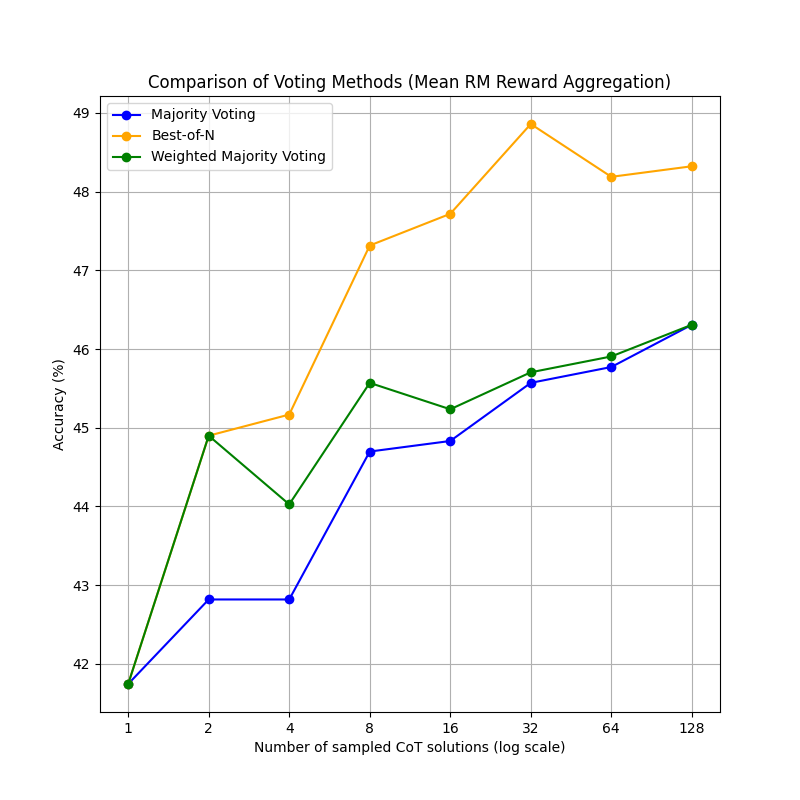 Comparison of Voting Methods (Mean RM Reward Aggregation)
Majority Voting
Best-of-N
Weighted Majority Voting
49
48
47
46
45
44
43
42
Accuracy (%)
1 2 4 8 16 32 64 128
Number of sampled CoT solutions (log scale)